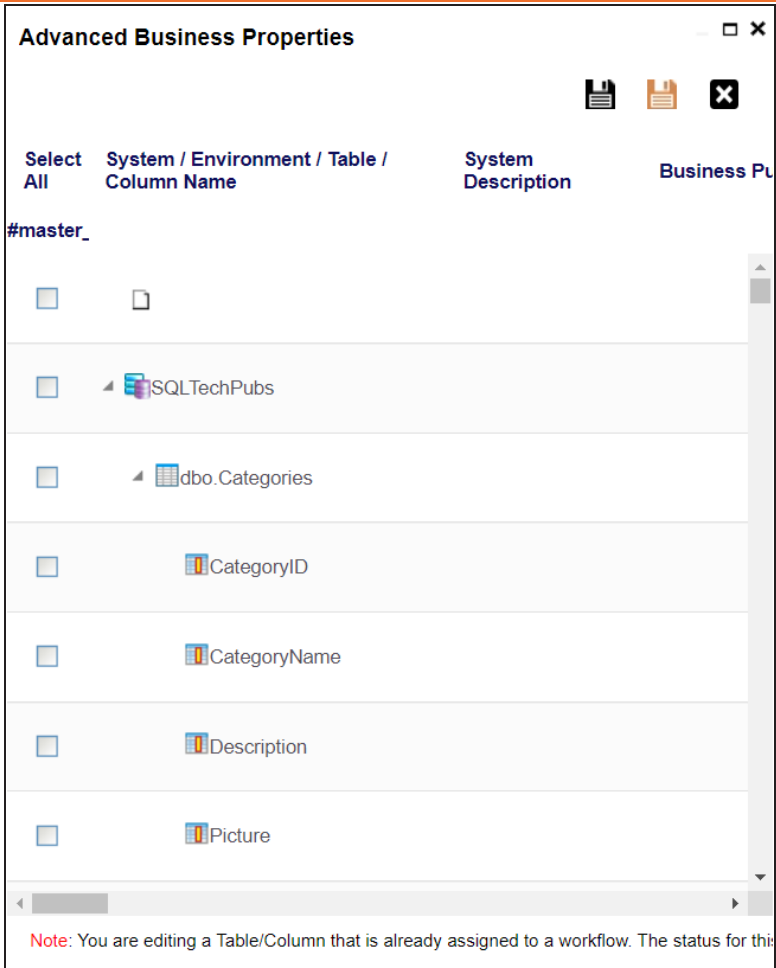 Advanced Business Properties
Select All
System / Environment / Table / Column Name
System Description
Business Pu
#master_
SQLTechPubs
dbo.Categories
CategoryID
CategoryName
Description
Picture
Note: You are editing a Table/Column that is already assigned to a workflow. The status for this